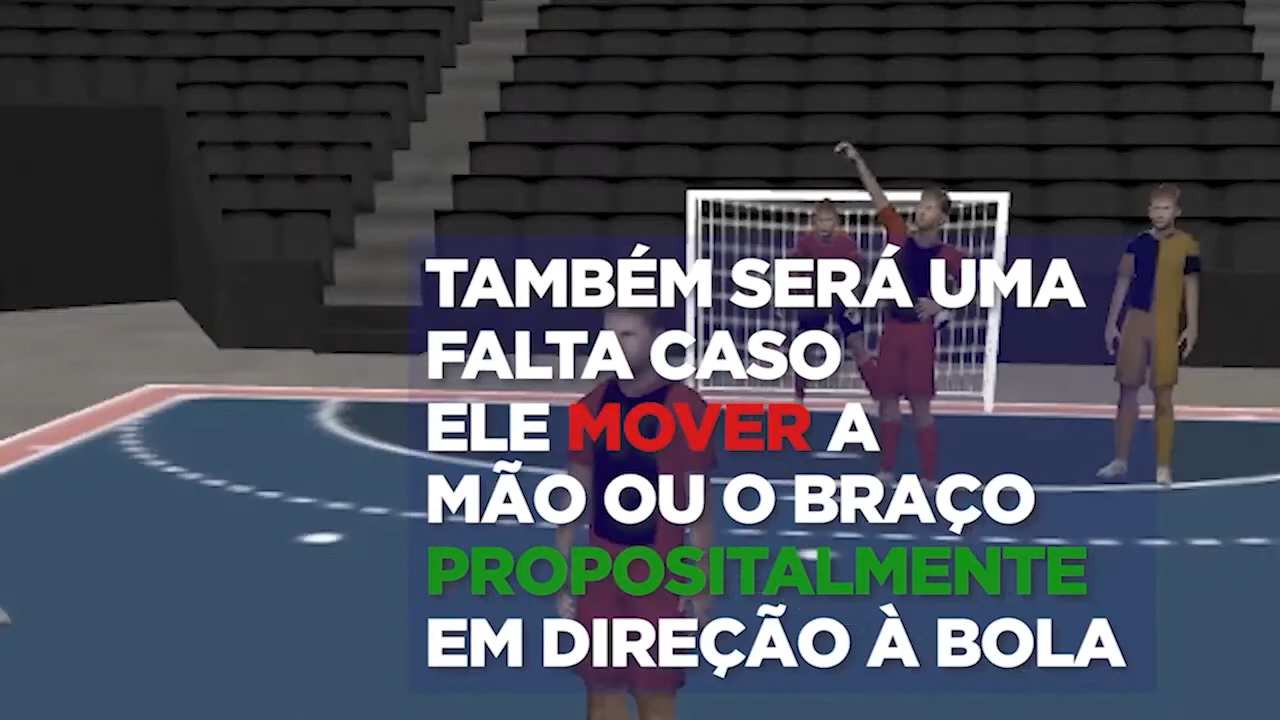 TAMBÉM SERÁ UMA
FALTA CASO
ELE MOVER A
MÃO OU O BRAÇO
PROPOSITALMENTE
EM DIREÇÃO À BOLA